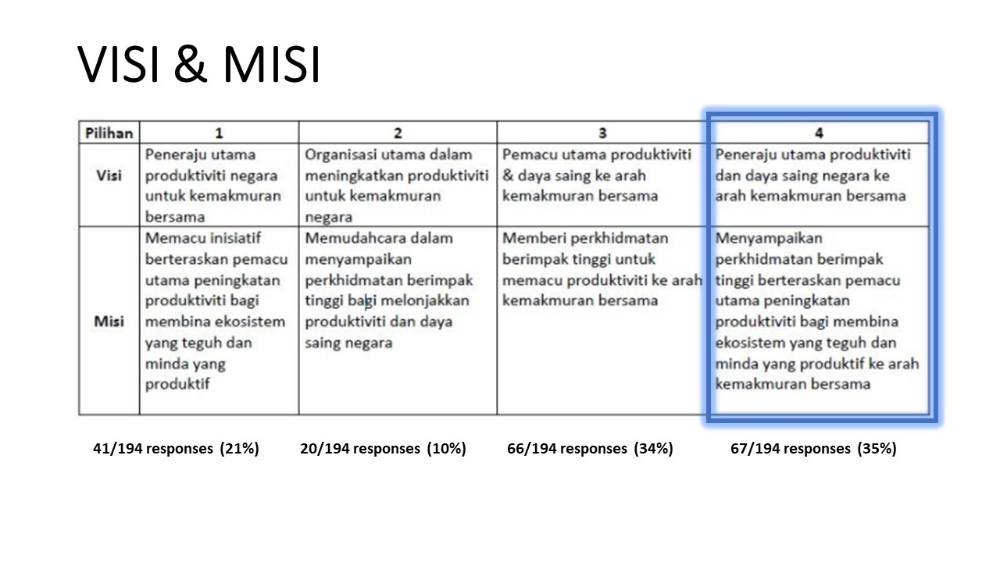 VISI & MISI
Pilihan 1 2 3 4
Visi
Peneraju utama
produktiviti negara
untuk kemakmuran
bersama
Organisasi utama dalam
meningkatkan produktiviti
untuk kemakmuran
negara
Pemacu utama produktiviti
& daya saing ke arah
kemakmuran bersama
Peneraju utama produktiviti
dan daya saing negara ke
arah kemakmuran bersama
Misi
Memacu inisiatif
berteraskan pemacu
utama peningkatan
produktiviti bagi
membina ekosistem
yang teguh dan
minda yang
produktif
Memudahcara dalam
menyampaikan
perkhidmatan berimpak
tinggi bagi melonjakkan
produktiviti dan daya
saing negara
Memberi perkhidmatan
berimpak tinggi untuk
memacu produktiviti ke arah
kemakmuran bersama
Menyampaikan
perkhidmatan berimpak
tinggi berteraskan pemacu
utama peningkatan
produktiviti bagi membina
ekosistem yang teguh dan
minda yang produktif ke arah
kemakmuran bersama
41/194 responses (21%)
20/194 responses (10%)
66/194 responses (34%)
67/194 responses (35%)